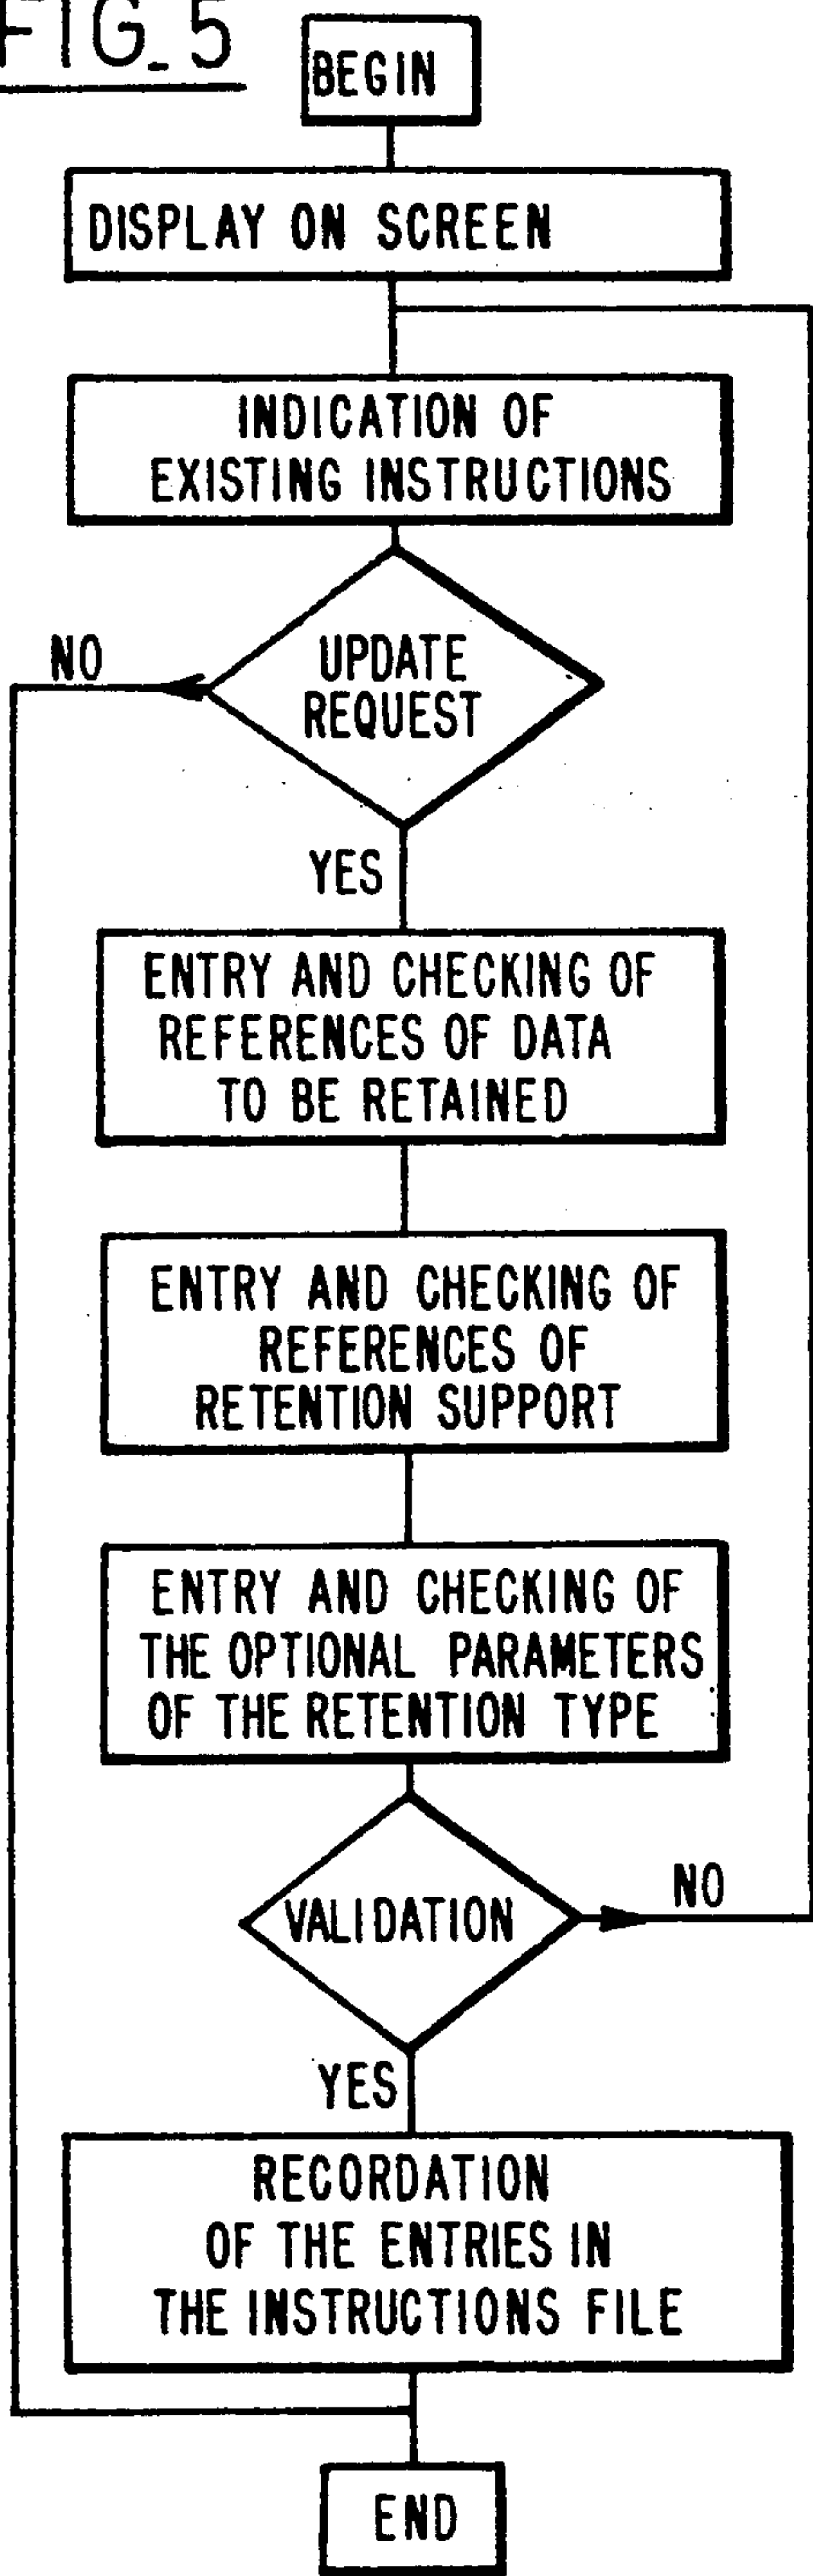 FIG_5
BEGIN
DISPLAY ON SCREEN
INDICATION OF
EXISTING INSTRUCTIONS
NO
UPDATE
REQUEST
YES
ENTRY AND CHECKING OF
REFERENCES OF DATA
TO BE RETAINED
ENTRY AND CHECKING OF
REFERENCES OF
RETENTION SUPPORT
ENTRY AND CHECKING OF
THE OPTIONAL PARAMETERS
OF THE RETENTION TYPE
VALIDATION
NO
YES
RECORDATION
OF THE ENTRIES IN
THE INSTRUCTIONS FILE
END